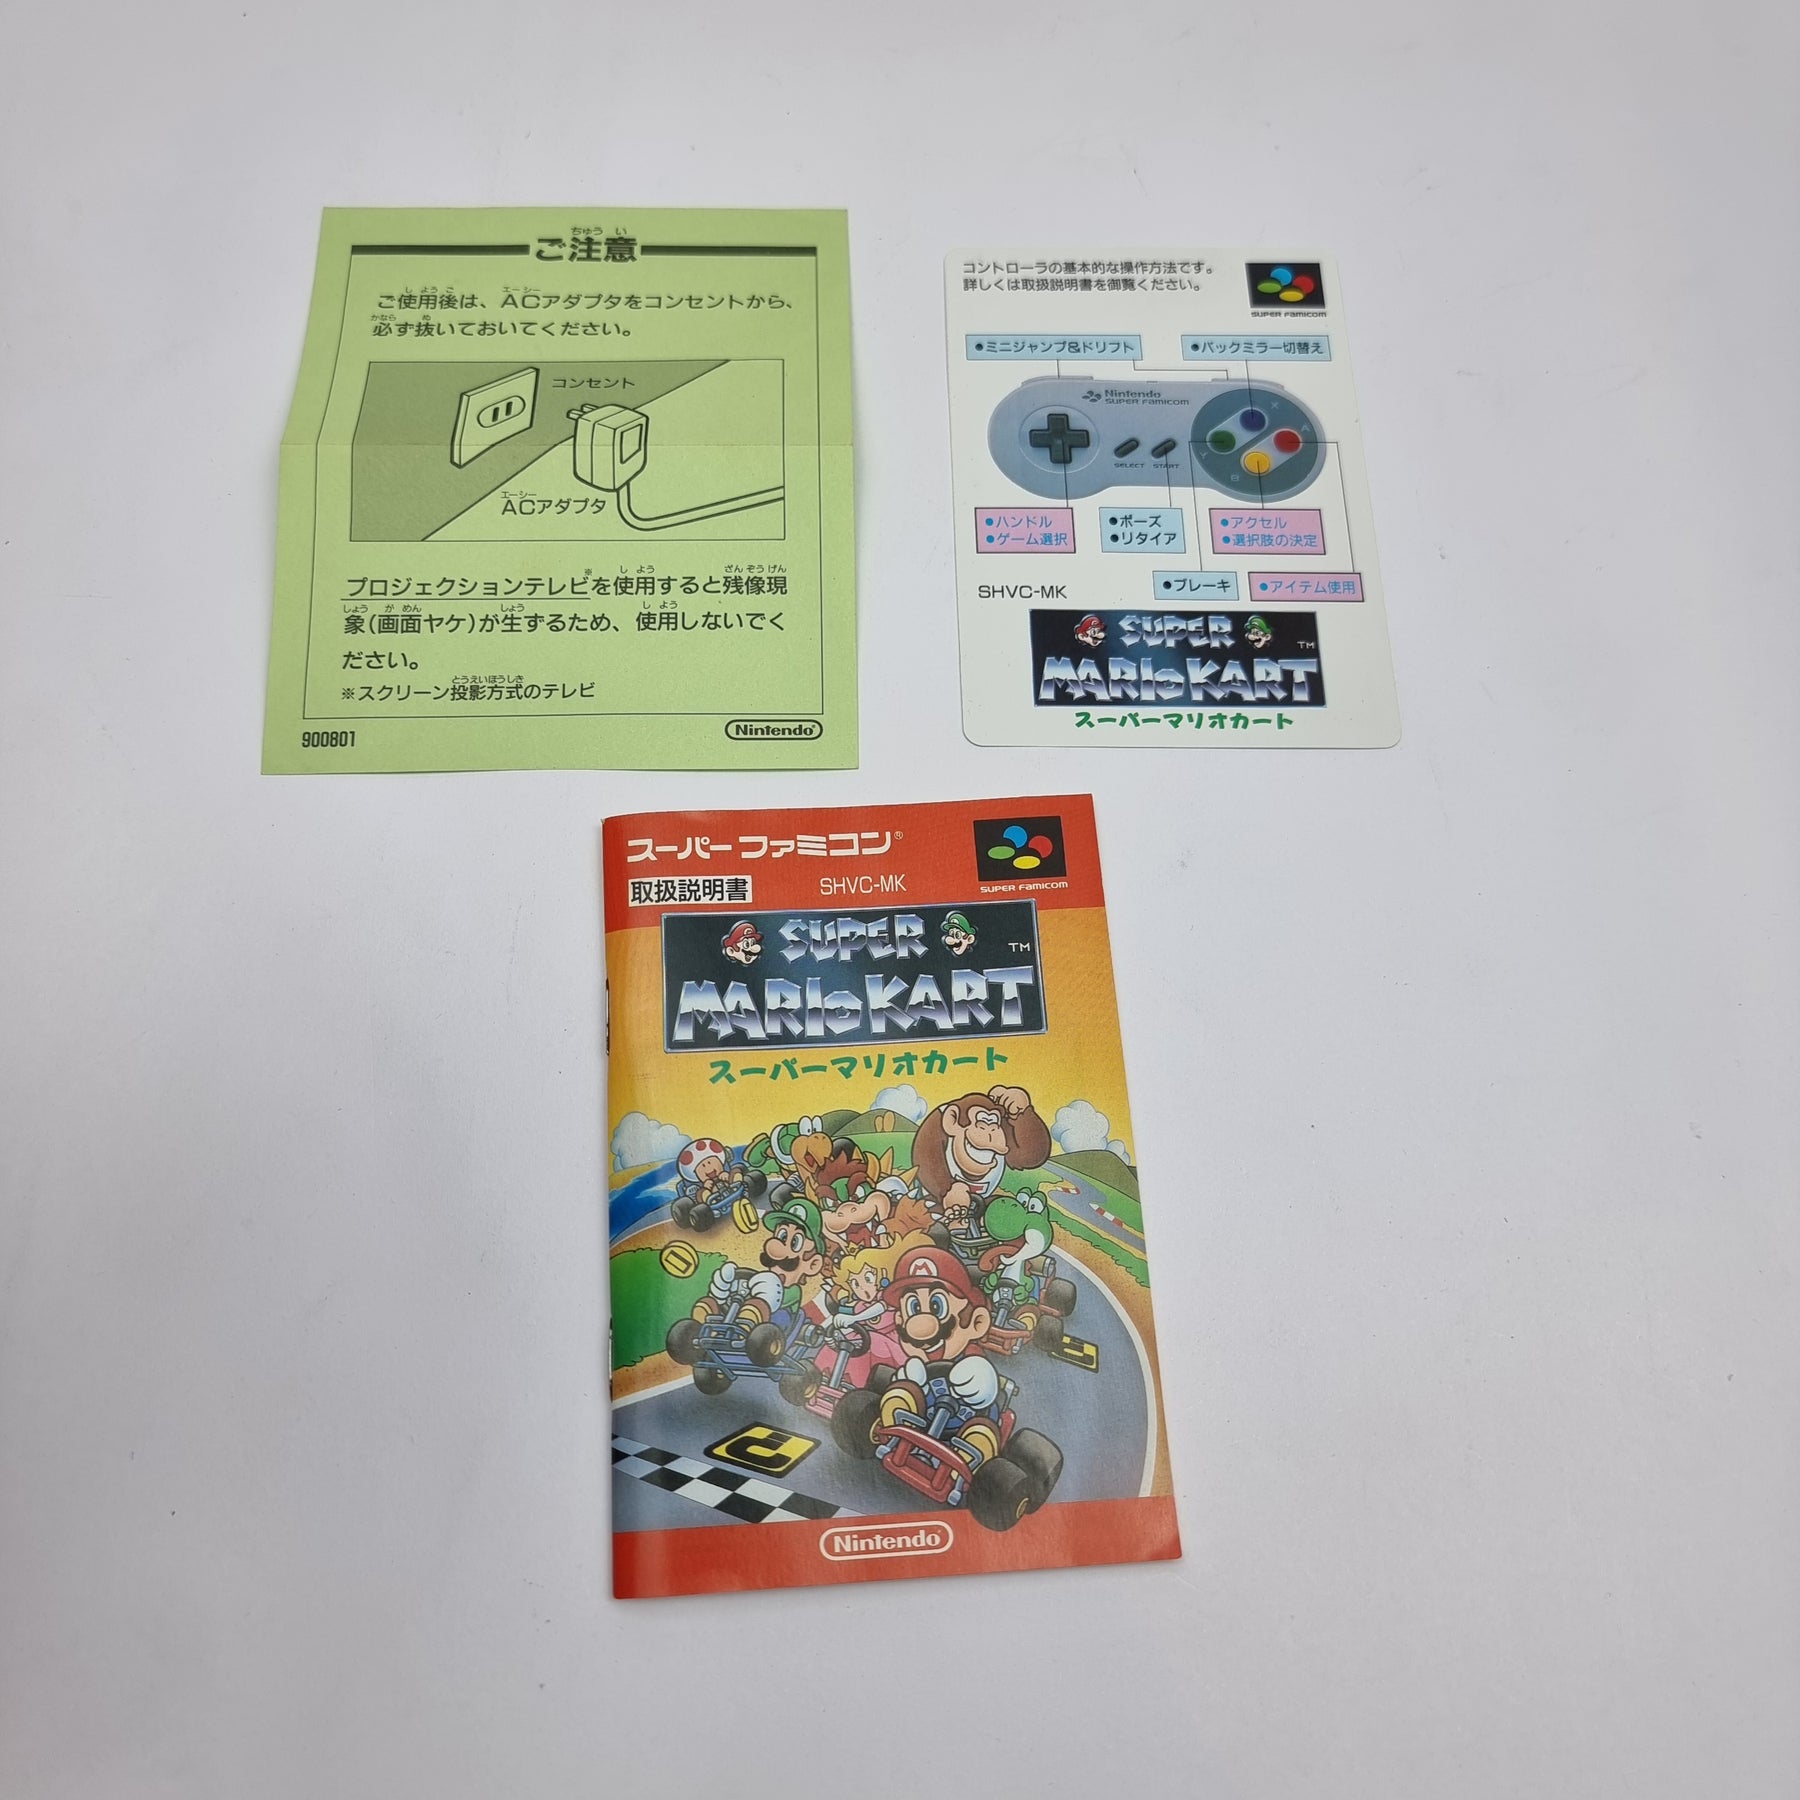 ご注意
ご使用後は、ACアダプタをコンセントから、
必ず抜いておいてください。
コンセント
ACアダプタ
プロジェクションテレビ※を使用すると残像現
象(画面ヤケ)が生ずるため、使用しないでく
ださい。
※スクリーン投影方式のテレビ
900801
Nintendo
コントローラの基本的な操作方法です。
詳しくは取扱説明書を御覧ください。
SUPER FAMICOM
●ミニジャンプ&ドリフト
●バックミラー切替え
Nintendo
SUPER FAMICOM
X
A
Y
B
SELECT
START
●ハンドル
●ゲーム選択
●ポーズ
●リタイア
●アクセル
●選択肢の決定
●ブレーキ
●アイテム使用
SHVC-MK
SUPER
MARIO KART TM
スーパーマリオカート
スーパーファミコン®
取扱説明書
SHVC-MK
SUPER FAMICOM
SUPER
MARIO KART TM
スーパーマリオカート
M
Nintendo